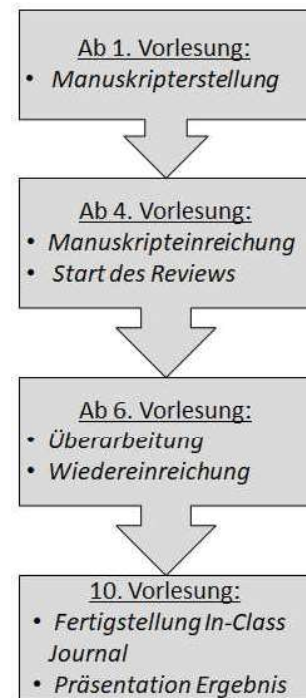 Ab 1. Vorlesung:
• Manuskripterstellung
Ab 4. Vorlesung:
• Manuskripteinreichung
• Start des Reviews
Ab 6. Vorlesung:
• Überarbeitung
• Wiedereinreichung
10. Vorlesung:
• Fertigstellung In-Class
Journal
• Präsentation Ergebnis